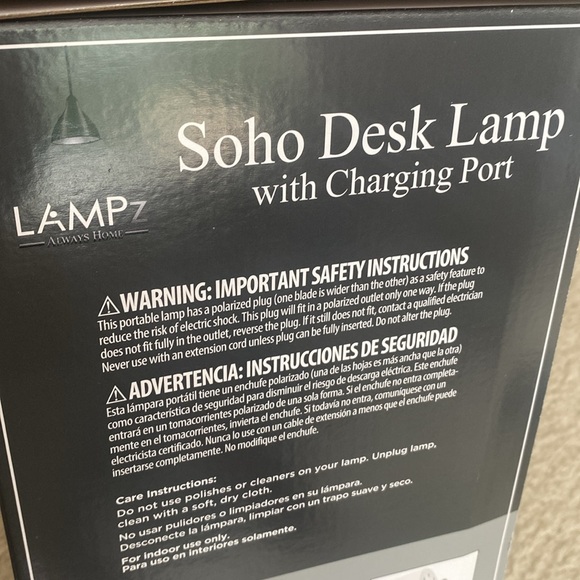 Soho Desk Lamp
with Charging Port
LAMPZ
ALWAYS HOME
WARNING: IMPORTANT SAFETY INSTRUCTIONS
This portable lamp has a polarized plug (one blade is wider than the other) as a safety feature to
reduce the risk of electric shock. This plug will fit in a polarized outlet only one way. If the plug
does not fit fully in the outlet, reverse the plug. If it still does not fit, contact a qualified electrician
Never use with an extension cord unless plug can be fully inserted. Do not alter the plug.
ADVERTENCIA: INSTRUCCIONES DE SEGURIDAD
Esta lámpara portátil tiene un enchufe polarizado (una de las hojas es más ancha que la otra)
como característica de seguridad para disminuir el riesgo de descarga eléctrica. Este enchufe
entrará en un tomacorrientes polarizado de una sola forma. Si el enchufe no entra completa-
mente en el tomacorrientes, invierta el enchufe. Si todavía no entra, comuníquese con un
electricista certificado. Nunca lo use con un cable de extensión a menos que el enchufe puede
insertarse completamente. No modifique el enchufe.
Care Instructions:
Do not use polishes or cleaners on your lamp. Unplug lamp,
clean with a soft, dry cloth.
No usar pulidores o limpiadores en su lámpara.
Desconecte la lámpara, limpiar con un trapo suave y seco.
For indoor use only.
Para uso en interiores solamente.